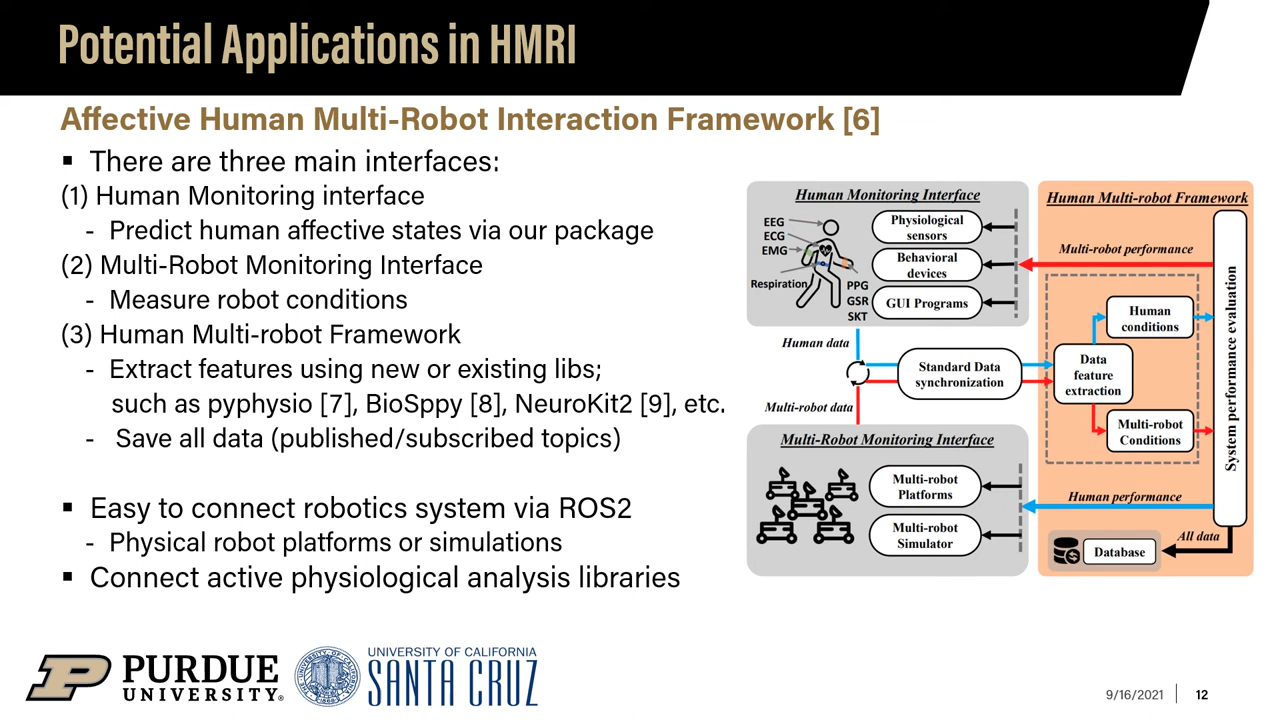 Potential Applications in HMRI
Affective Human Multi-Robot Interaction Framework [6]
▪ There are three main interfaces:
(1) Human Monitoring interface
- Predict human affective states via our package
(2) Multi-Robot Monitoring Interface
- Measure robot conditions
(3) Human Multi-robot Framework
- Extract features using new or existing libs;
such as pyphysio [7], BioSppy [8], NeuroKit2 [9], etc.
- Save all data (published/subscribed topics)
▪ Easy to connect robotics system via ROS2
- Physical robot platforms or simulations
▪ Connect active physiological analysis libraries
Human Monitoring Interface
EEG
ECG
EMG
Respiration
PPG
GSR
SKT
Physiological
sensors
Behavioral
devices
GUI Programs
Human data
Multi-robot data
Standard Data
synchronization
Multi-Robot Monitoring Interface
Multi-robot
Platforms
Multi-robot
Simulator
Human Multi-robot Framework
Multi-robot performance
Human
conditions
Data
feature
extraction
Multi-robot
Conditions
System performance evaluation
Human performance
All data
Database
PURDUE
UNIVERSITY®
UNIVERSITY OF CALIFORNIA
SANTA CRUZ
9/16/2021
12